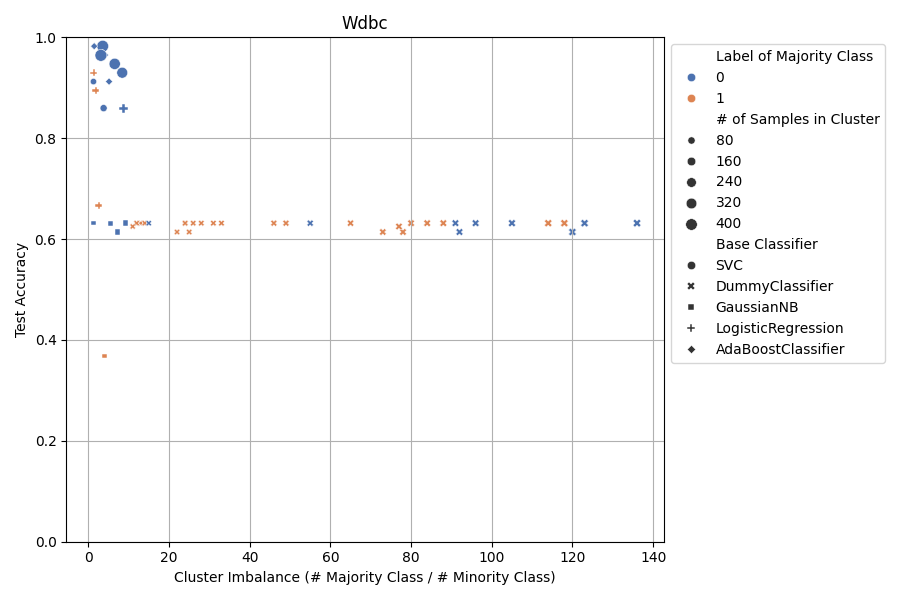 Wdbc
1.0
0.8
0.6
0.4
0.2
0.0
Test Accuracy
0 20 40 60 80 100 120 140
Cluster Imbalance (# Majority Class / # Minority Class)
Label of Majority Class
0
1
# of Samples in Cluster
80
160
240
320
400
Base Classifier
SVC
DummyClassifier
GaussianNB
LogisticRegression
AdaBoostClassifier